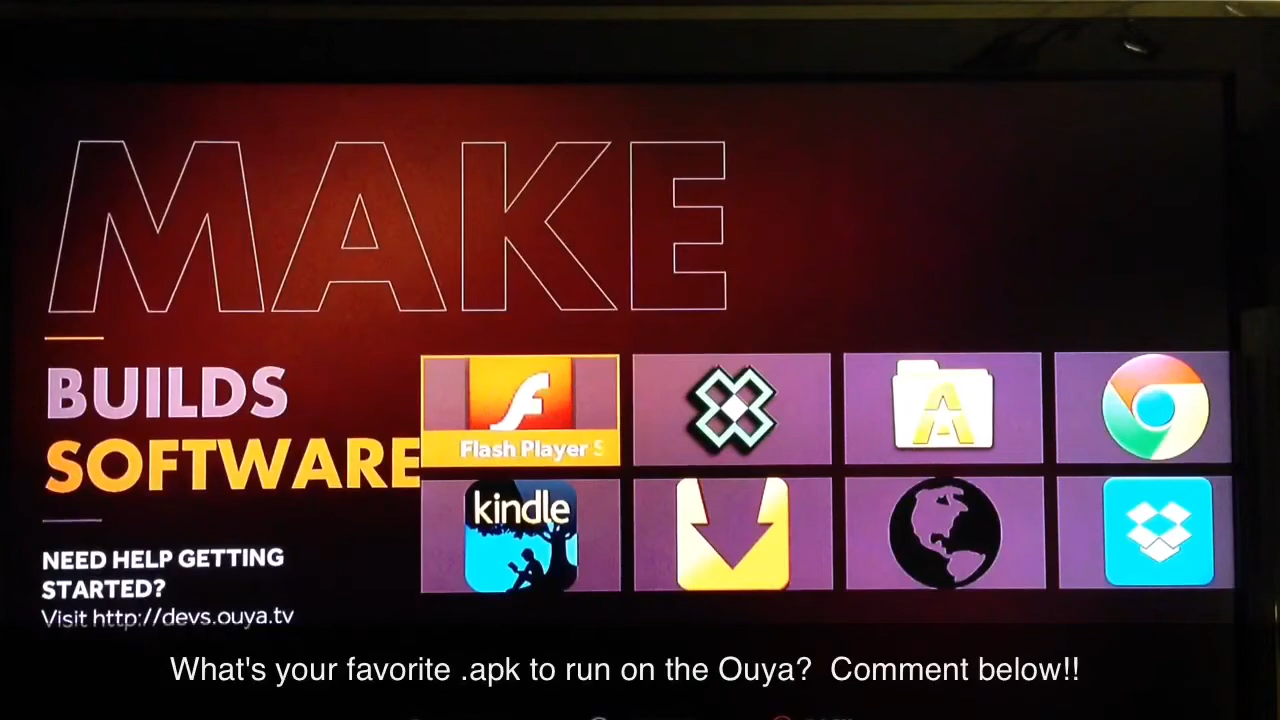 MAKE
BUILDS
SOFTWARE
Flash Player S
kindle
NEED HELP GETTING
STARTED?
Visit http://devs.ouya.tv
What's your favorite .apk to run on the Ouya?  Comment below!!